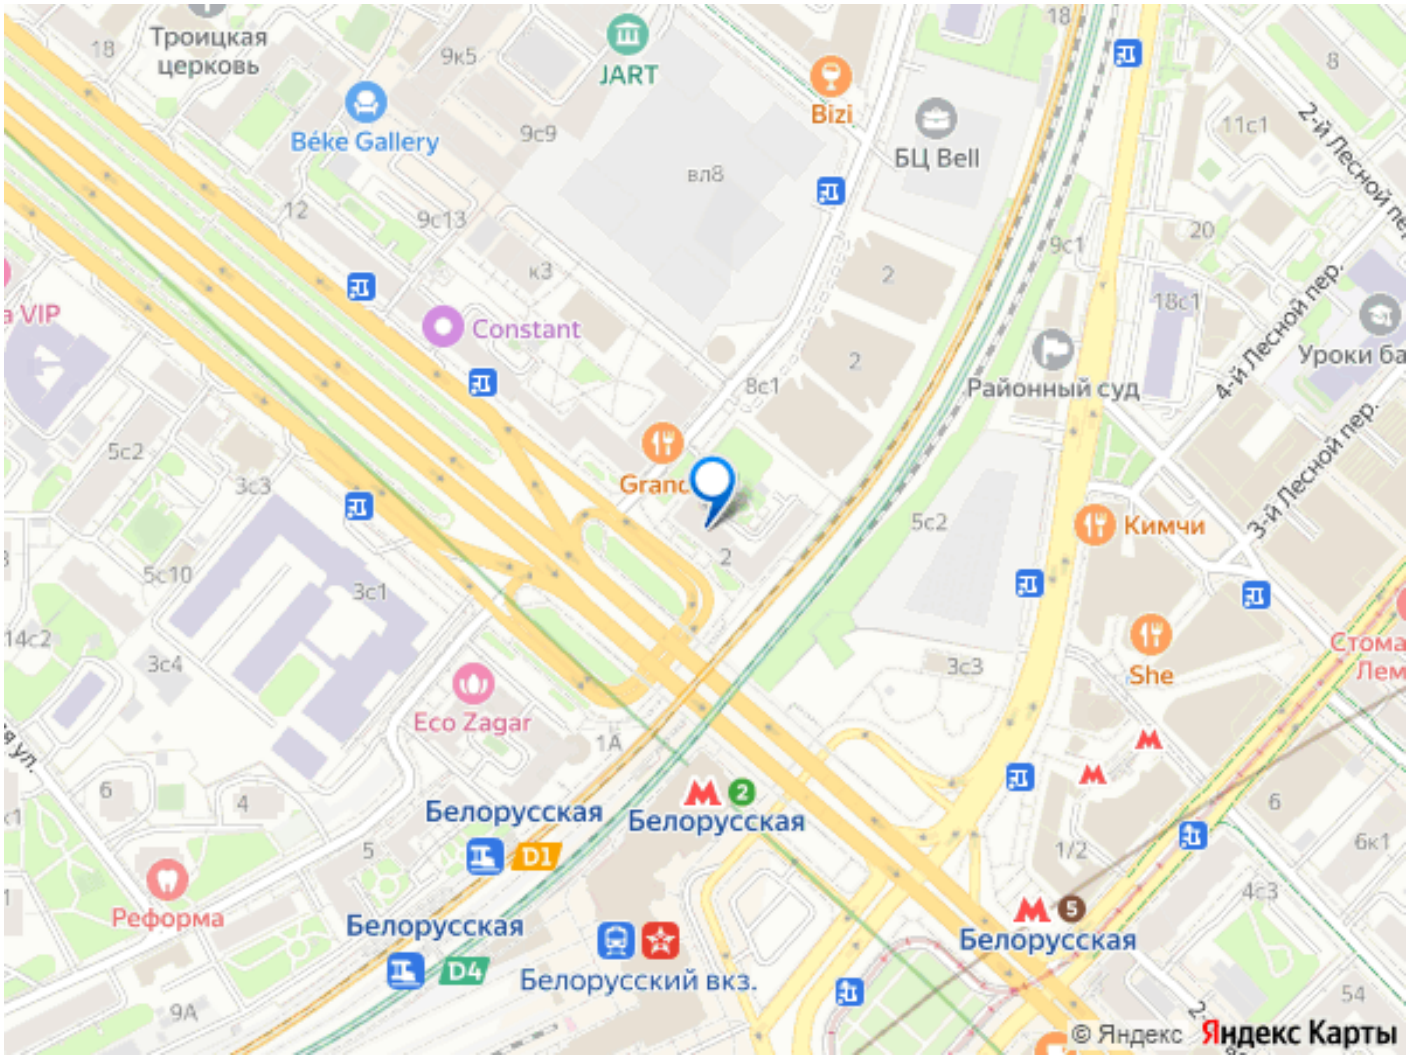 18
Троицкая
церковь
9к5
JART
Bizi
18
8
Béke Gallery
9с9
БЦ Bell
11с1
2-й Лесной пер.
вл8
12
9с13
20
9с1
к3
2
а VIP
Constant
18с1
4-й Лесной пер.
2
8с1
Районный суд
Уроки ба
5с2
3с3
Grand
5с2
Кимчи
3-й Лесной пер.
2
5с10
3с1
14с2
3с4
3с3
She
Стома
Лем
Eco Zagar
1А
я ул.
6
4
2
Белорусская
Белорусская
D1
6
5
1/2
6к1
Реформа
4с3
5
Белорусская
Белорусская
D4
Белорусский вкз.
9А
54
2-
© Яндекс Яндекс Карты